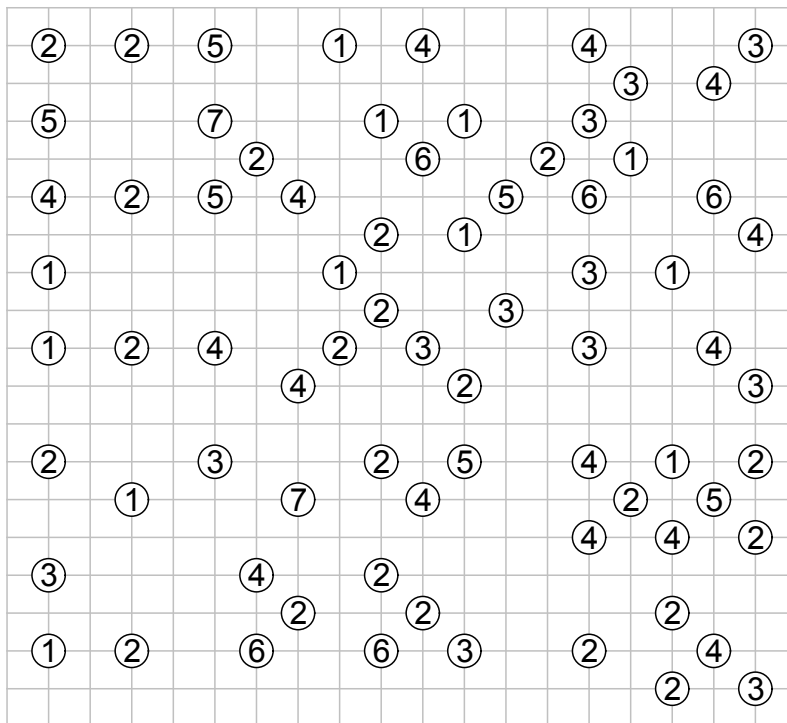 2 2 5 1 4 4 3
3 4
5 7 1 1 3
2 6 2 1
4 2 5 4 5 6 6
2 1 4
1 1 3 1
2 3
1 2 4 2 3 3 4
4 2 3
2 3 2 5 4 1 2
1 7 4 2 5
4 4 2
3 4 2
2 2 2
1 2 6 6 3 2 4
2 3